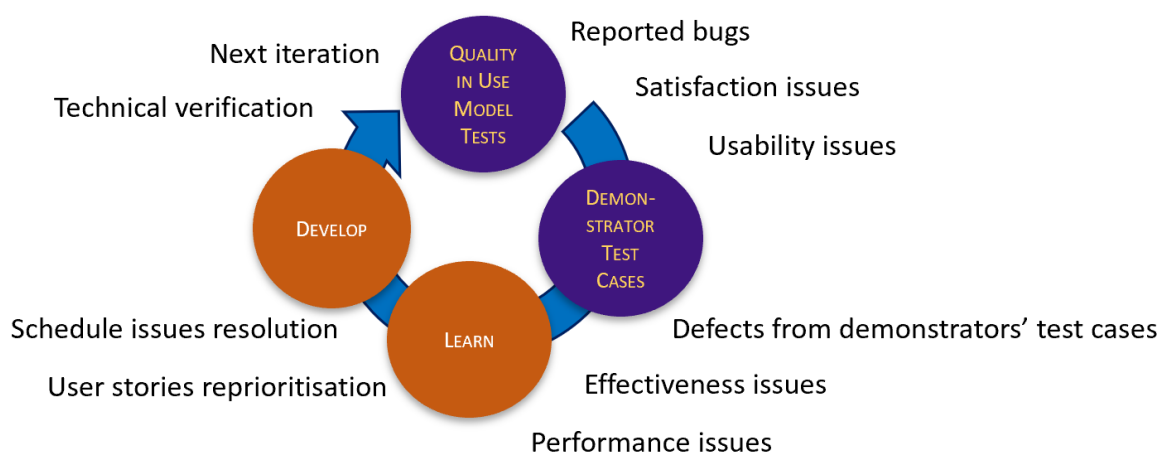 Next iteration
Technical verification
QUALITY
IN USE
MODEL
TESTS
Reported bugs
Satisfaction issues
Usability issues
DEMON-
STRATOR
TEST
CASES
Defects from demonstrators’ test cases
Effectiveness issues
Performance issues
LEARN
Schedule issues resolution
User stories reprioritisation
DEVELOP